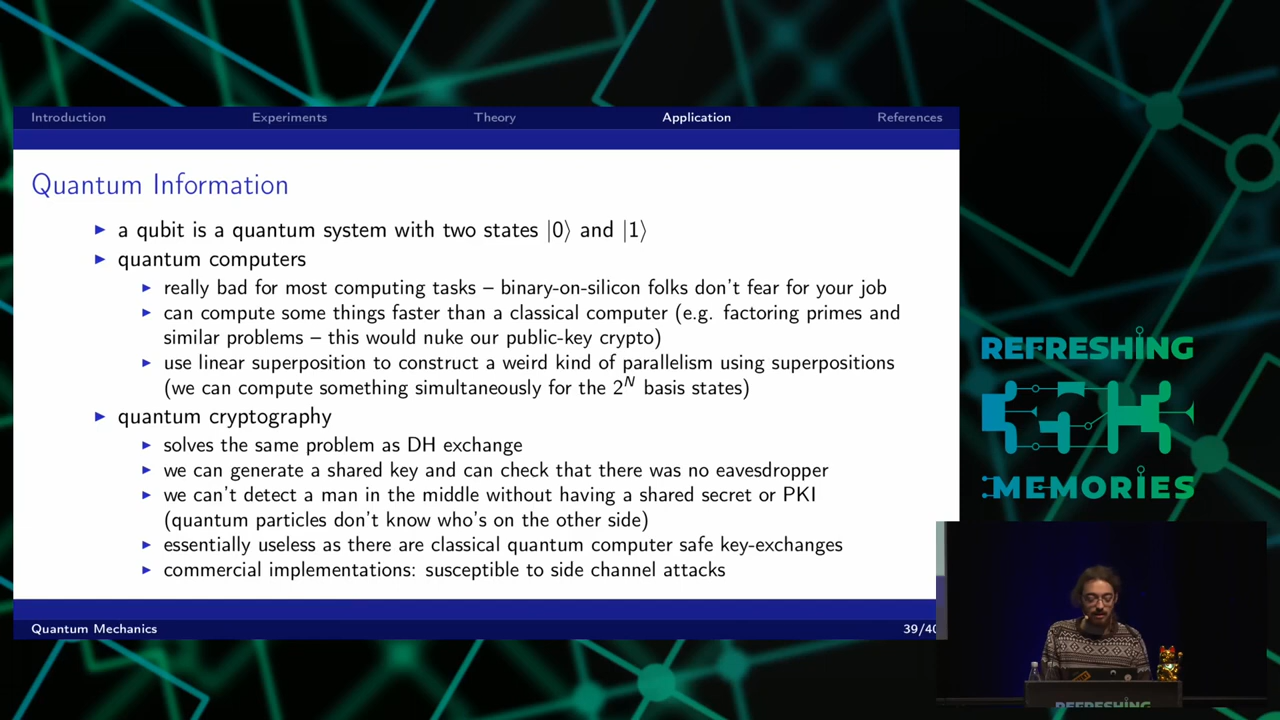 Introduction Experiments Theory Application References
Quantum Information
▶ a qubit is a quantum system with two states |0⟩ and |1⟩
▶ quantum computers
▶ really bad for most computing tasks – binary-on-silicon folks don't fear for your job
▶ can compute some things faster than a classical computer (e.g. factoring primes and
similar problems – this would nuke our public-key crypto)
▶ use linear superposition to construct a weird kind of parallelism using superpositions
(we can compute something simultaneously for the 2^N basis states)
▶ quantum cryptography
▶ solves the same problem as DH exchange
▶ we can generate a shared key and can check that there was no eavesdropper
▶ we can't detect a man in the middle without having a shared secret or PKI
(quantum particles don't know who's on the other side)
▶ essentially useless as there are classical quantum computer safe key-exchanges
▶ commercial implementations: susceptible to side channel attacks
Quantum Mechanics 39/40
REFRESHING
MEMORIES
REFRESHING